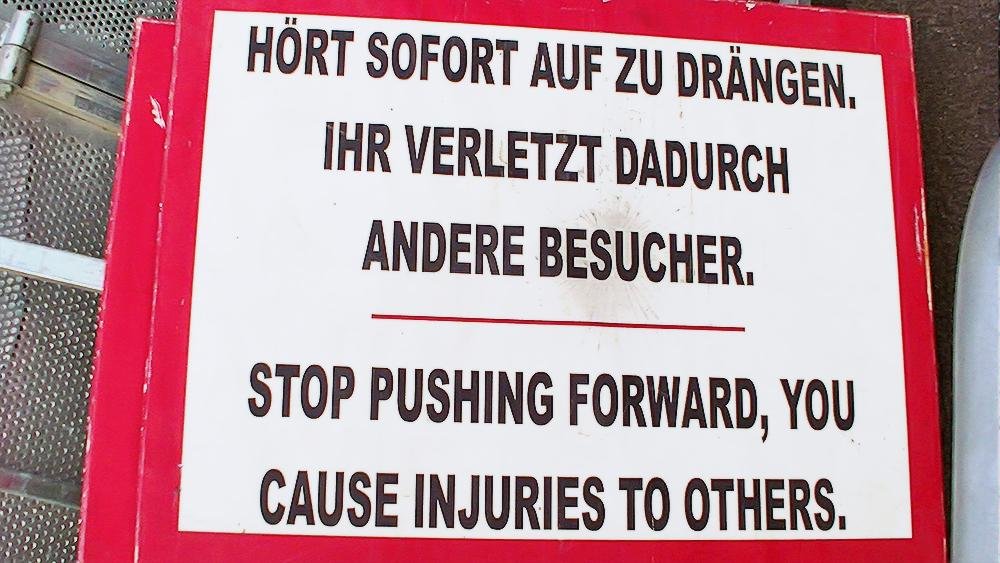 HÖRT SOFORT AUF ZU DRÄNGEN.
IHR VERLETZT DADURCH
ANDERE BESUCHER.
STOP PUSHING FORWARD, YOU
CAUSE INJURIES TO OTHERS.